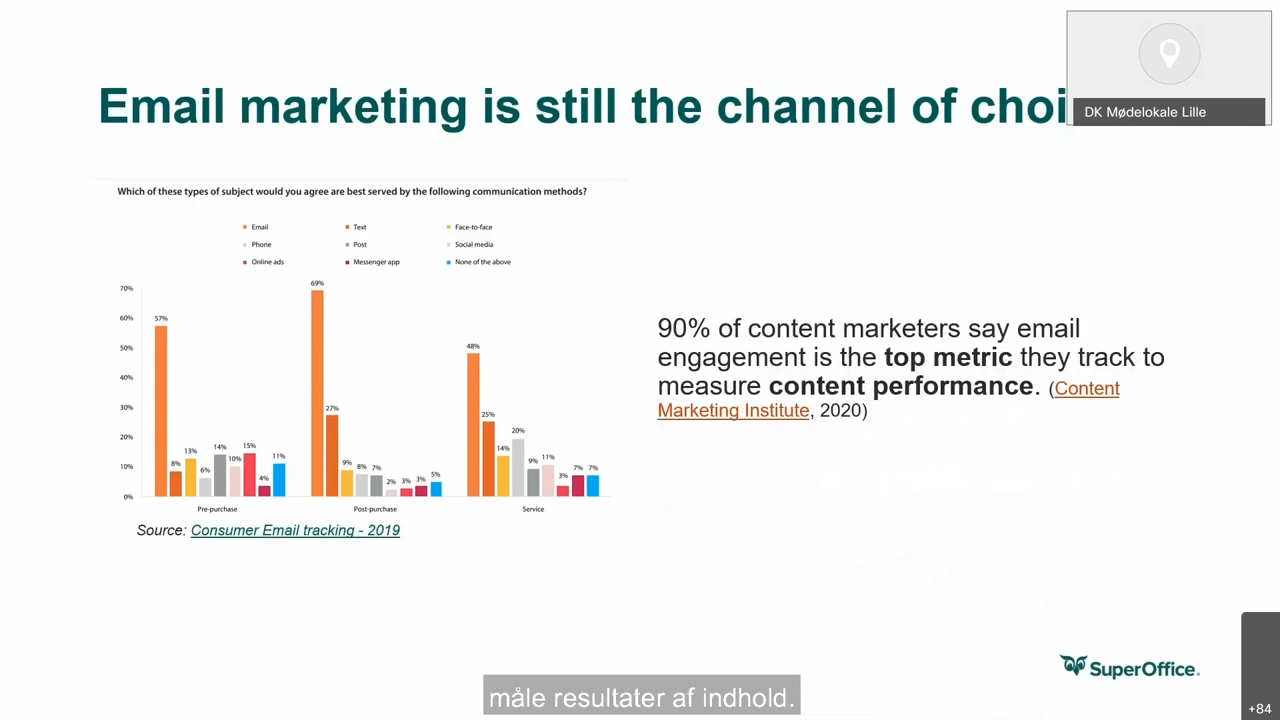 Email marketing is still the channel of choi
DK Mødelokale Lille
Which of these types of subject would you agree are best served by the following communication methods?
Email Text Face-to-face
Phone Post Social media
Online ads Messenger app None of the above
70%
60%
50%
40%
30%
20%
10%
0%
57% 8% 13% 6% 14% 10% 15% 4% 11%
69% 27% 9% 8% 7% 2% 3% 3% 5%
48% 25% 14% 20% 9% 11% 3% 7% 7%
Pre-purchase Post-purchase Service
Source: Consumer Email tracking - 2019
90% of content marketers say email
engagement is the top metric they track to
measure content performance. (Content
Marketing Institute, 2020)
SuperOffice.
måle resultater af indhold.
+84